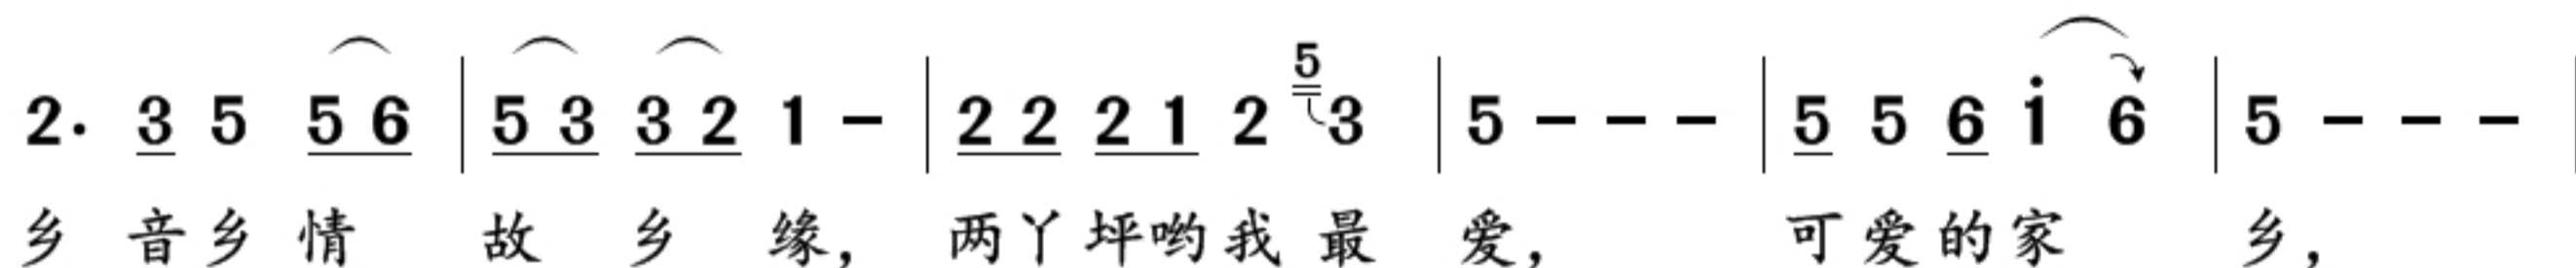 2. 3 5 5 6 | 5 3 3 2 1 – | 2 2 2 1 2 5 3 | 5 – – – | 5 5 6 1 6 | 5 – – – |
乡 音 乡 情 故 乡 缘， 两 丫 坪 哟 我 最 爱， 可 爱 的 家 乡，